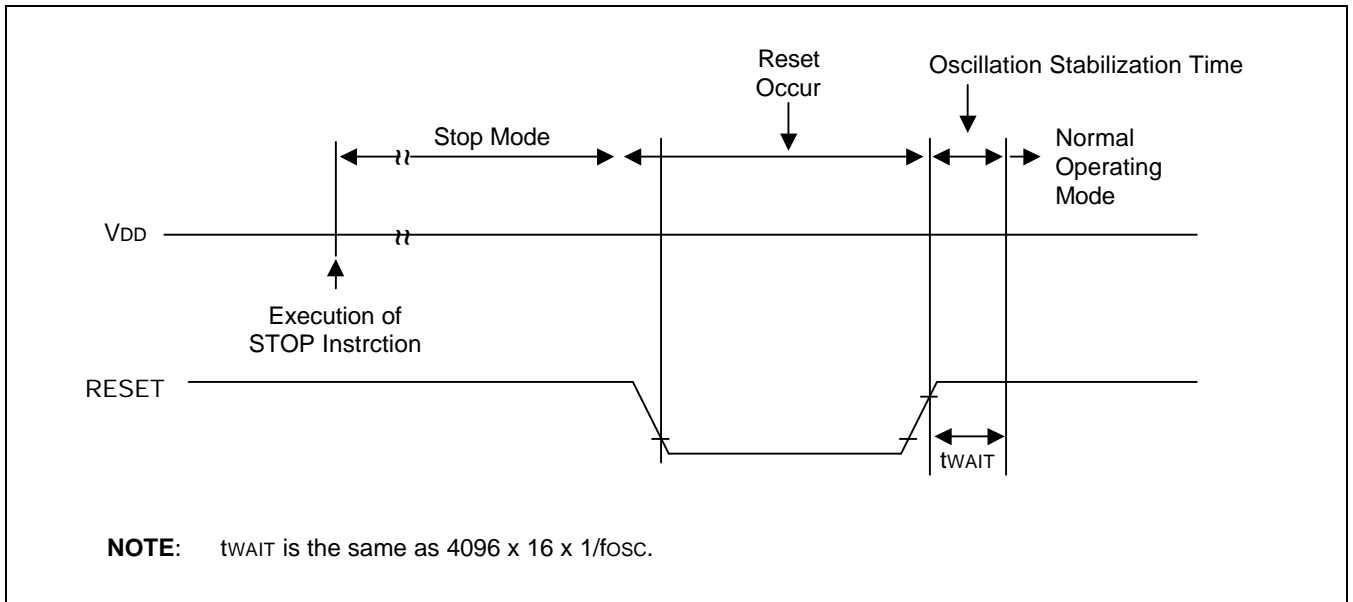 Reset
Occur
Oscillation Stabilization Time
Stop Mode
Normal
Operating
Mode
VDD
Execution of
STOP Instrction
RESET
tWAIT
NOTE: tWAIT is the same as 4096 x 16 x 1/fOSC.